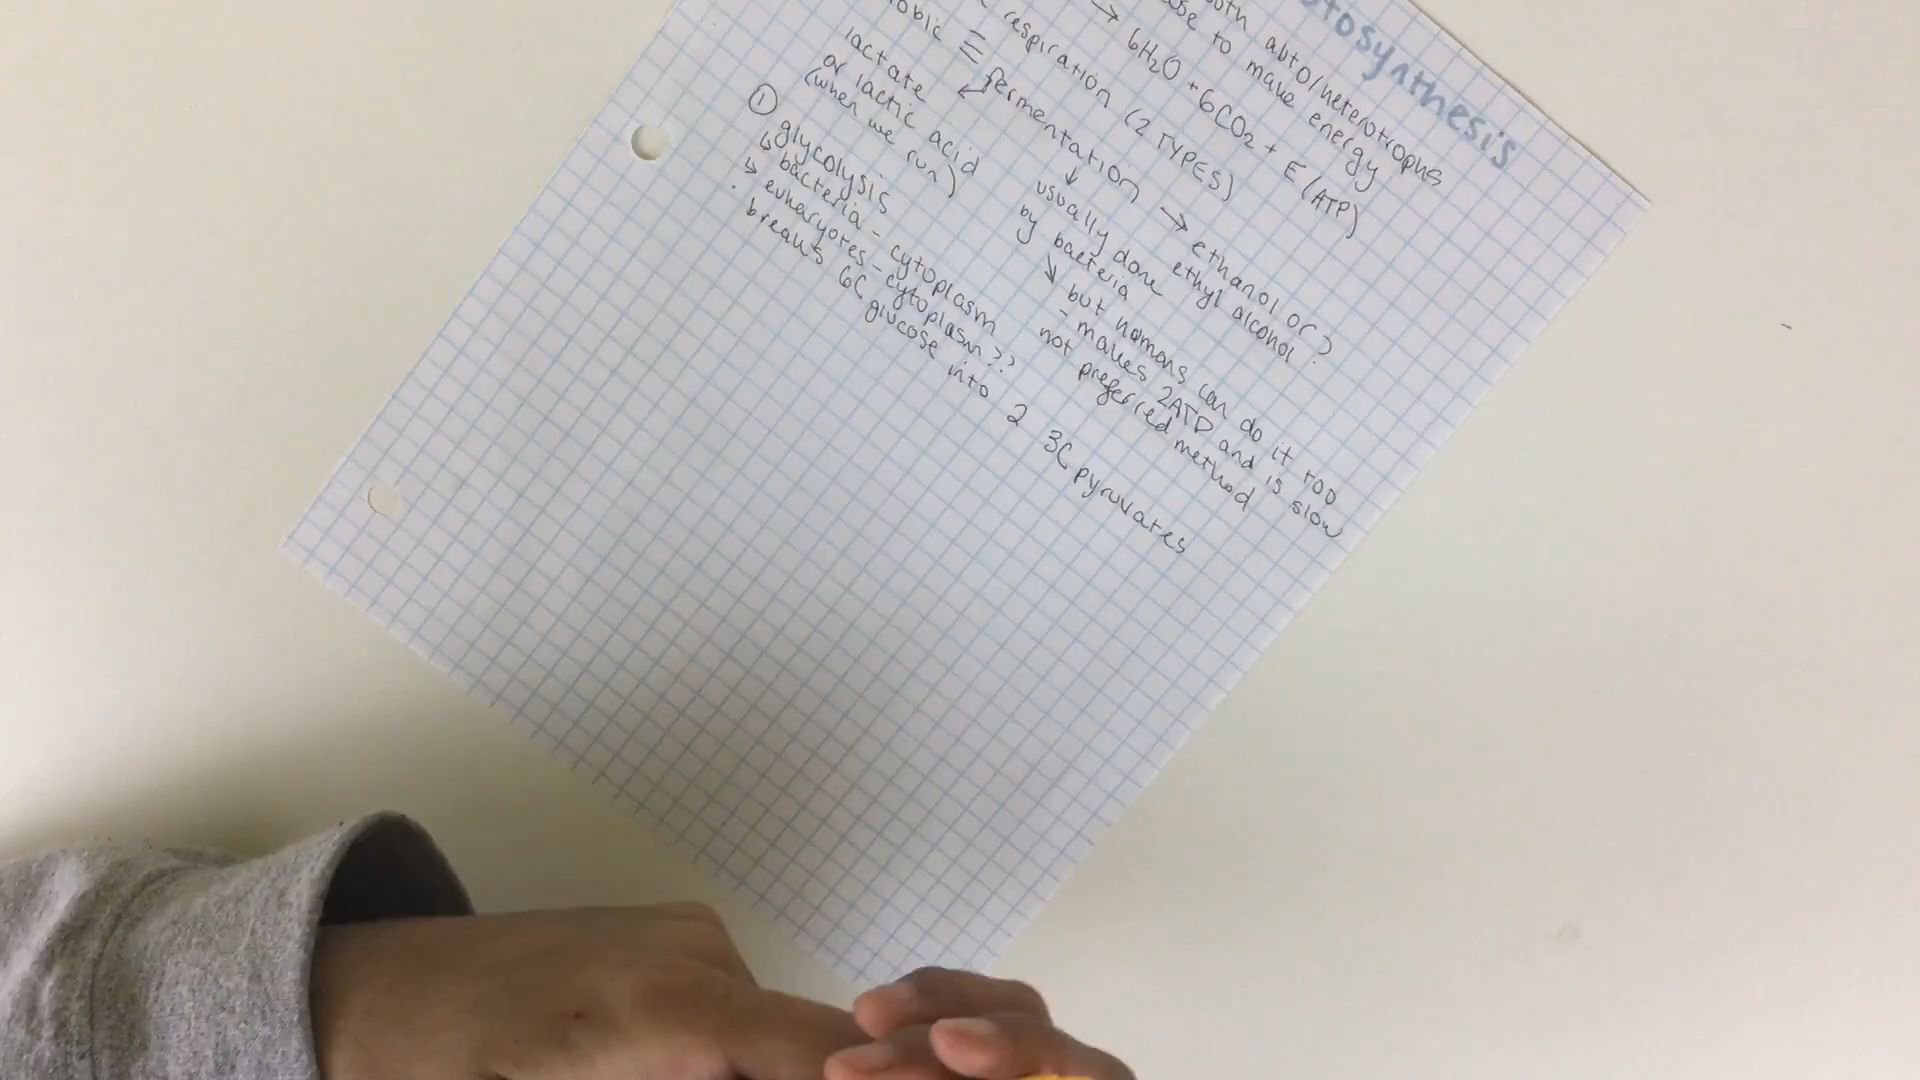 tosynthesis
oth auto/heterotrophs
ose to make energy
→ 6H2O + 6CO2 + E (ATP)
respiration (2 TYPES)
obic ≡ fermentation → ethanol or ?
ethyl alcohol
lactate
or lactic acid
(when we run)
usually done
by bacteria
but humans can do it too
- makes 2ATP and is slow
not preferred method
① glycolysis
↳ bacteria - cytoplasm
↳ eukaryotes - cytoplasm??
· breaks 6C glucose into 2 3C pyruvates